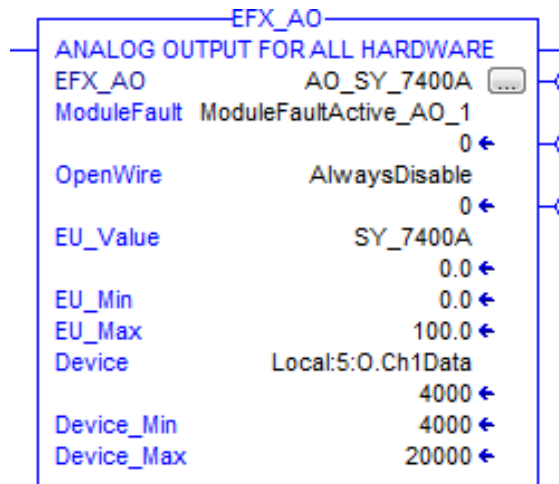 EFX_AO
ANALOG OUTPUT FOR ALL HARDWARE
EFX_AO AO_SY_7400A ...
ModuleFault ModuleFaultActive_AO_1
0
OpenWire AlwaysDisable
0
EU_Value SY_7400A
0.0
EU_Min 0.0
EU_Max 100.0
Device Local:5:O.Ch1Data
4000
Device_Min 4000
Device_Max 20000